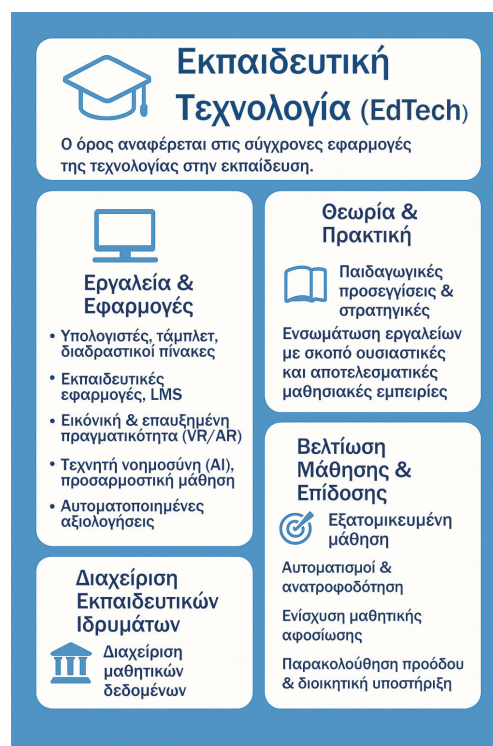 Εκπαιδευτική
Τεχνολογία (EdTech)
Ο όρος αναφέρεται στις σύγχρονες εφαρμογές
της τεχνολογίας στην εκπαίδευση.
Εργαλεία &
Εφαρμογές
• Υπολογιστές, τάμπλετ,
διαδραστικοί πίνακες
• Εκπαιδευτικές
εφαρμογές, LMS
• Εικόνική & επαυξημένη
πραγματικότητα (VR/AR)
• Τεχνητή νοημοσύνη (AI),
προσαρμοστική μάθηση
• Αυτοματοποιημένες
αξιολογήσεις
Διαχείριση
Εκπαιδευτικών
Ιδρυμάτων
Διαχείριση
μαθητικών
δεδομένων
Θεωρία &
Πρακτική
Παιδαγωγικές
προσεγγίσεις &
στρατηγικές
Ενσωμάτωση εργαλείων
με σκοπό ουσιαστικές
και αποτελεσματικές
μαθησιακές εμπειρίες
Βελτίωση
Μάθησης &
Επίδοσης
Εξατομικευμένη
μάθηση
Αυτοματισμοί &
ανατροφοδότηση
Ενίσχυση μαθητικής
αφοσίωσης
Παρακολούθηση προόδου
& διοικητική υποστήριξη